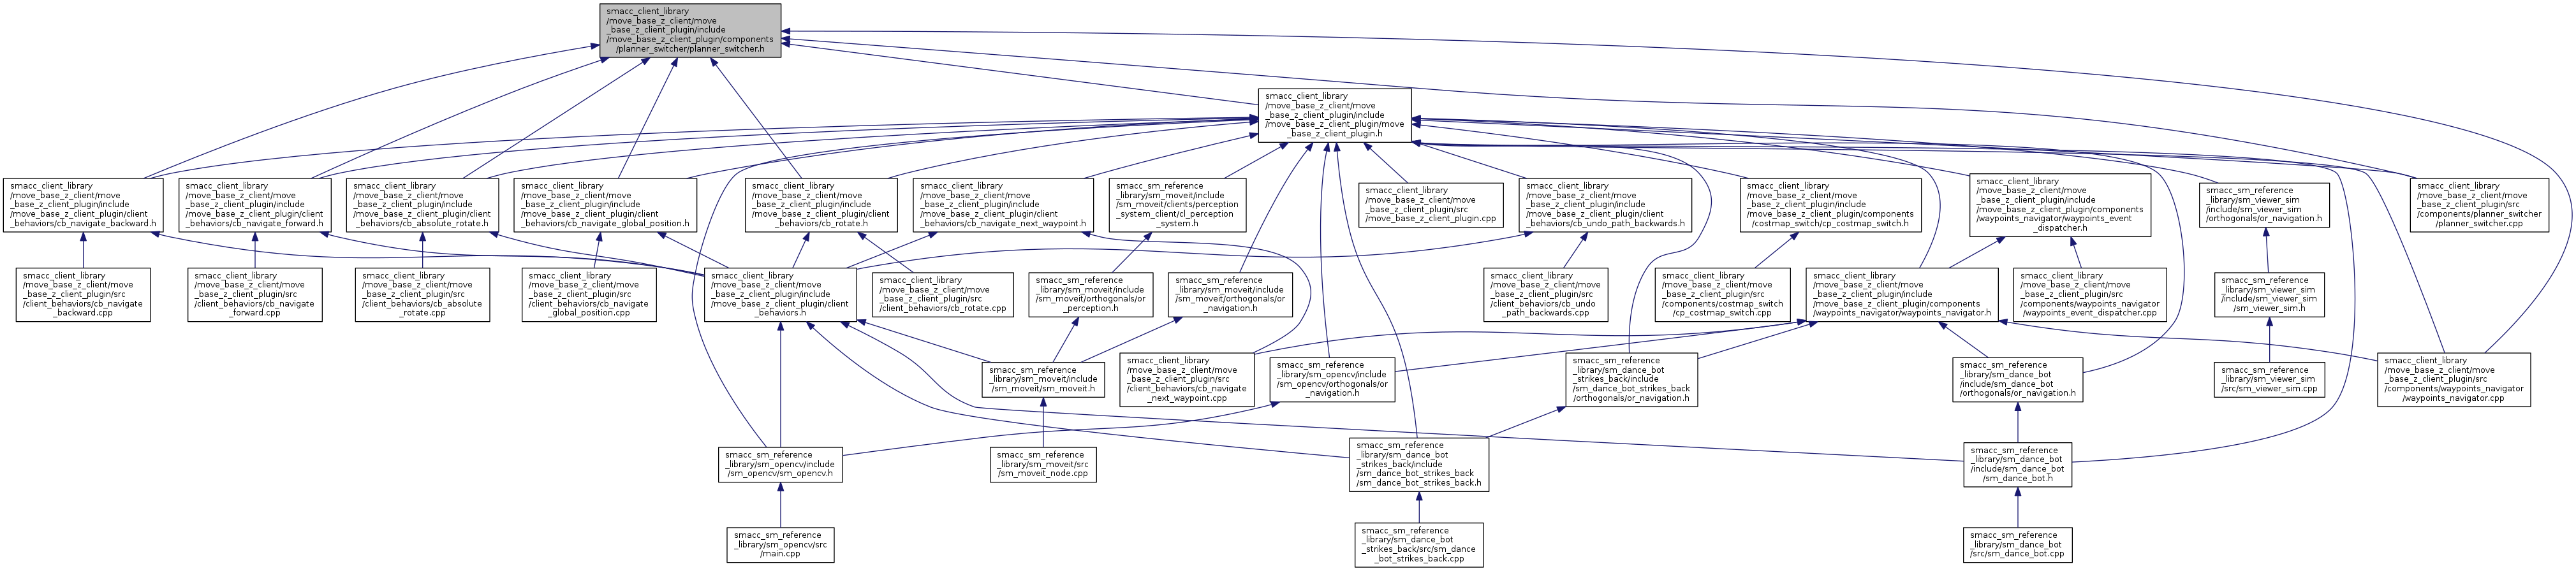 smacc_client_library
/move_base_z_client/move
_base_z_client_plugin/include
/move_base_z_client_plugin/components
/planner_switcher/planner_switcher.h
smacc_client_library
/move_base_z_client/move
_base_z_client_plugin/include
/move_base_z_client_plugin/move
_base_z_client_plugin.h
smacc_client_library
/move_base_z_client/move
_base_z_client_plugin/include
/move_base_z_client_plugin/client
_behaviors/cb_navigate_backward.h
smacc_client_library
/move_base_z_client/move
_base_z_client_plugin/include
/move_base_z_client_plugin/client
_behaviors/cb_navigate_forward.h
smacc_client_library
/move_base_z_client/move
_base_z_client_plugin/include
/move_base_z_client_plugin/client
_behaviors/cb_absolute_rotate.h
smacc_client_library
/move_base_z_client/move
_base_z_client_plugin/include
/move_base_z_client_plugin/client
_behaviors/cb_navigate_global_position.h
smacc_client_library
/move_base_z_client/move
_base_z_client_plugin/include
/move_base_z_client_plugin/client
_behaviors/cb_rotate.h
smacc_client_library
/move_base_z_client/move
_base_z_client_plugin/include
/move_base_z_client_plugin/client
_behaviors/cb_navigate_next_waypoint.h
smacc_sm_reference
_library/sm_moveit/include
/sm_moveit/clients/perception
_system_client/cl_perception
_system.h
smacc_client_library
/move_base_z_client/move
_base_z_client_plugin/src
/move_base_z_client_plugin.cpp
smacc_client_library
/move_base_z_client/move
_base_z_client_plugin/include
/move_base_z_client_plugin/client
_behaviors/cb_undo_path_backwards.h
smacc_client_library
/move_base_z_client/move
_base_z_client_plugin/include
/move_base_z_client_plugin/components
/costmap_switch/cp_costmap_switch.h
smacc_client_library
/move_base_z_client/move
_base_z_client_plugin/include
/move_base_z_client_plugin/components
/waypoints_navigator/waypoints_event
_dispatcher.h
smacc_sm_reference
_library/sm_viewer_sim
/include/sm_viewer_sim
/orthogonals/or_navigation.h
smacc_client_library
/move_base_z_client/move
_base_z_client_plugin/src
/components/planner_switcher
/planner_switcher.cpp
smacc_client_library
/move_base_z_client/move
_base_z_client_plugin/src
/client_behaviors/cb_navigate
_backward.cpp
smacc_client_library
/move_base_z_client/move
_base_z_client_plugin/src
/client_behaviors/cb_navigate
_forward.cpp
smacc_client_library
/move_base_z_client/move
_base_z_client_plugin/src
/client_behaviors/cb_absolute
_rotate.cpp
smacc_client_library
/move_base_z_client/move
_base_z_client_plugin/src
/client_behaviors/cb_navigate
_global_position.cpp
smacc_client_library
/move_base_z_client/move
_base_z_client_plugin/include
/move_base_z_client_plugin/client
_behaviors.h
smacc_client_library
/move_base_z_client/move
_base_z_client_plugin/src
/client_behaviors/cb_rotate.cpp
smacc_sm_reference
_library/sm_moveit/include
/sm_moveit/orthogonals/or
_perception.h
smacc_sm_reference
_library/sm_moveit/include
/sm_moveit/orthogonals/or
_navigation.h
smacc_client_library
/move_base_z_client/move
_base_z_client_plugin/src
/client_behaviors/cb_undo
_path_backwards.cpp
smacc_client_library
/move_base_z_client/move
_base_z_client_plugin/src
/components/costmap_switch
/cp_costmap_switch.cpp
smacc_client_library
/move_base_z_client/move
_base_z_client_plugin/include
/move_base_z_client_plugin/components
/waypoints_navigator/waypoints_navigator.h
smacc_client_library
/move_base_z_client/move
_base_z_client_plugin/src
/components/waypoints_navigator
/waypoints_event_dispatcher.cpp
smacc_sm_reference
_library/sm_viewer_sim
/include/sm_viewer_sim
/sm_viewer_sim.h
smacc_sm_reference
_library/sm_moveit/include
/sm_moveit/sm_moveit.h
smacc_client_library
/move_base_z_client/move
_base_z_client_plugin/src
/client_behaviors/cb_navigate
_next_waypoint.cpp
smacc_sm_reference
_library/sm_opencv/include
/sm_opencv/orthogonals/or
_navigation.h
smacc_sm_reference
_library/sm_dance_bot
_strikes_back/include
/sm_dance_bot_strikes_back
/orthogonals/or_navigation.h
smacc_sm_reference
_library/sm_dance_bot
/include/sm_dance_bot
/orthogonals/or_navigation.h
smacc_sm_reference
_library/sm_viewer_sim
/src/sm_viewer_sim.cpp
smacc_client_library
/move_base_z_client/move
_base_z_client_plugin/src
/components/waypoints_navigator
/waypoints_navigator.cpp
smacc_sm_reference
_library/sm_opencv/include
/sm_opencv/sm_opencv.h
smacc_sm_reference
_library/sm_moveit/src
/sm_moveit_node.cpp
smacc_sm_reference
_library/sm_dance_bot
_strikes_back/include
/sm_dance_bot_strikes_back
/sm_dance_bot_strikes_back.h
smacc_sm_reference
_library/sm_dance_bot
/include/sm_dance_bot
/sm_dance_bot.h
smacc_sm_reference
_library/sm_opencv/src
/main.cpp
smacc_sm_reference
_library/sm_dance_bot
_strikes_back/src/sm_dance
_bot_strikes_back.cpp
smacc_sm_reference
_library/sm_dance_bot
/src/sm_dance_bot.cpp